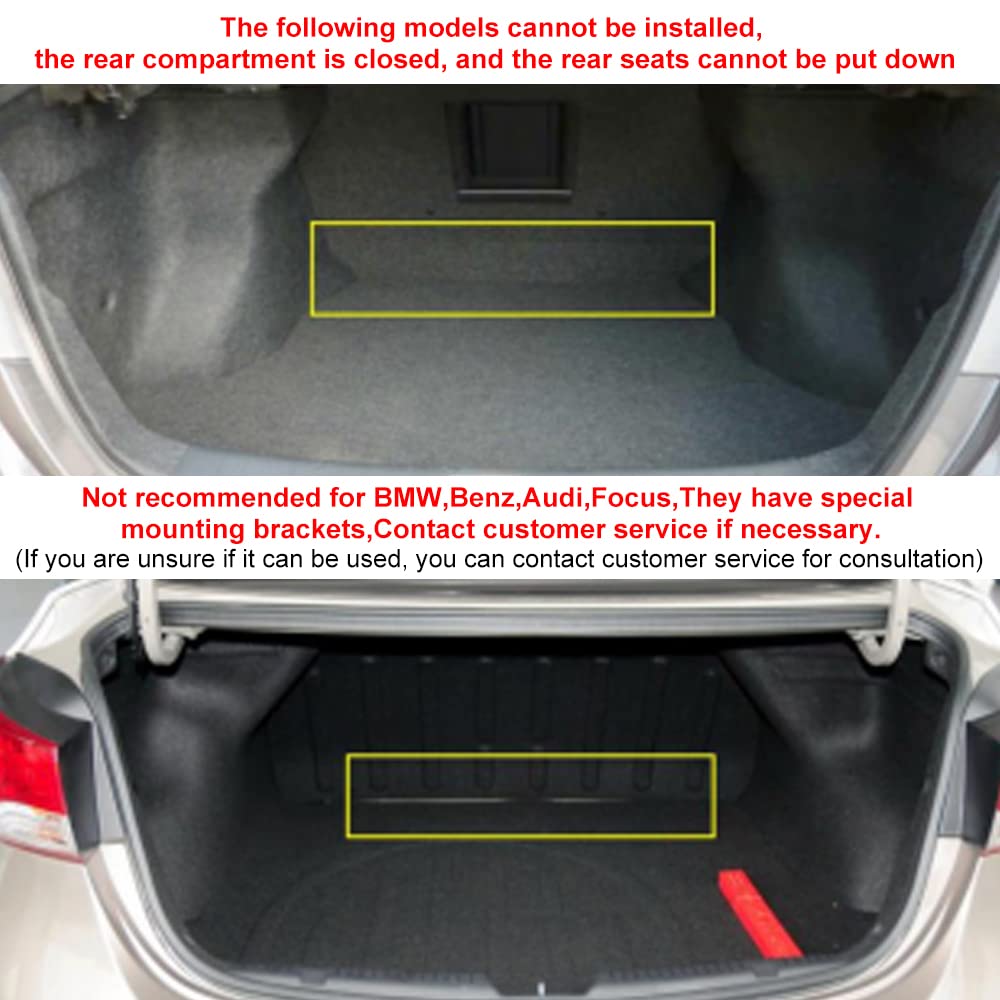 The following models cannot be installed,
the rear compartment is closed, and the rear seats cannot be put down
Not recommended for BMW,Benz,Audi,Focus,They have special
mounting brackets,Contact customer service if necessary.
(If you are unsure if it can be used, you can contact customer service for consultation)